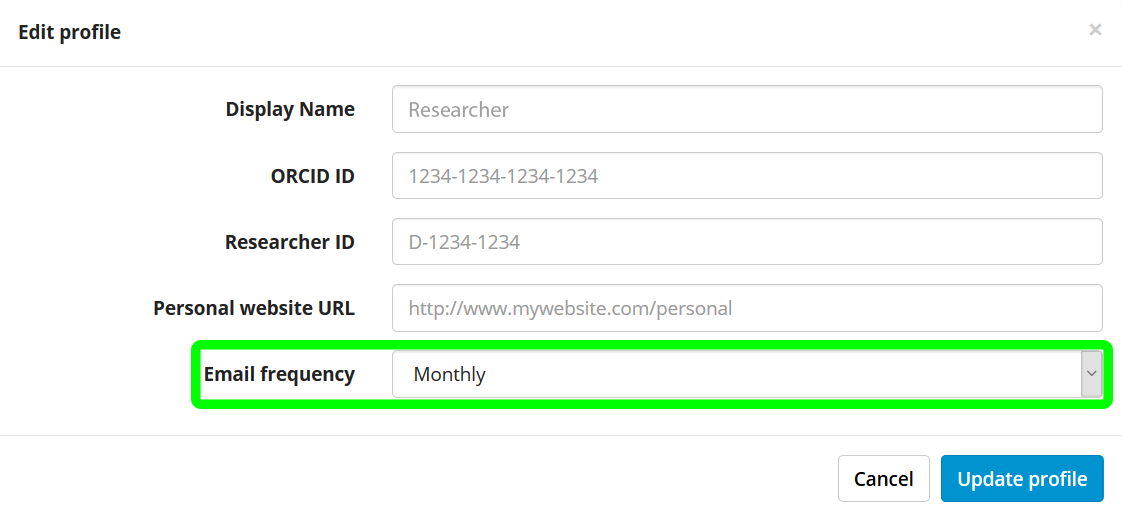 Edit profile ×
Display Name Researcher
ORCID ID 1234-1234-1234-1234
Researcher ID D-1234-1234
Personal website URL http://www.mywebsite.com/personal
Email frequency Monthly
Cancel Update profile